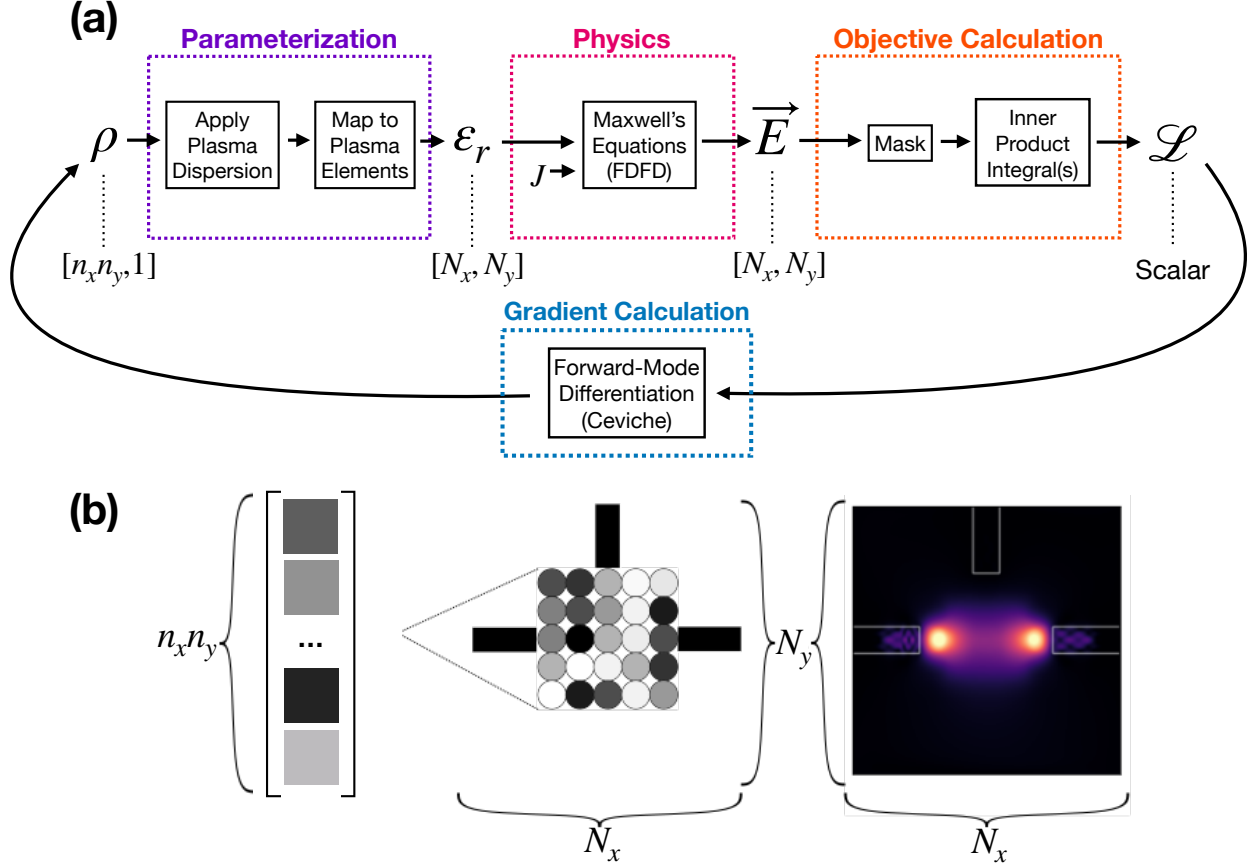 (a)
Parameterization
Physics
Objective Calculation
ρ
Apply
Plasma
Dispersion
Map to
Plasma
Elements
ε_r
J
Maxwell's
Equations
(FDFD)
E⃗
Mask
Inner
Product
Integral(s)
ℒ
[n_x n_y, 1]
[N_x, N_y]
[N_x, N_y]
Scalar
Gradient Calculation
Forward-Mode
Differentiation
(Ceviche)
(b)
n_x n_y
...
N_y
N_x
N_x